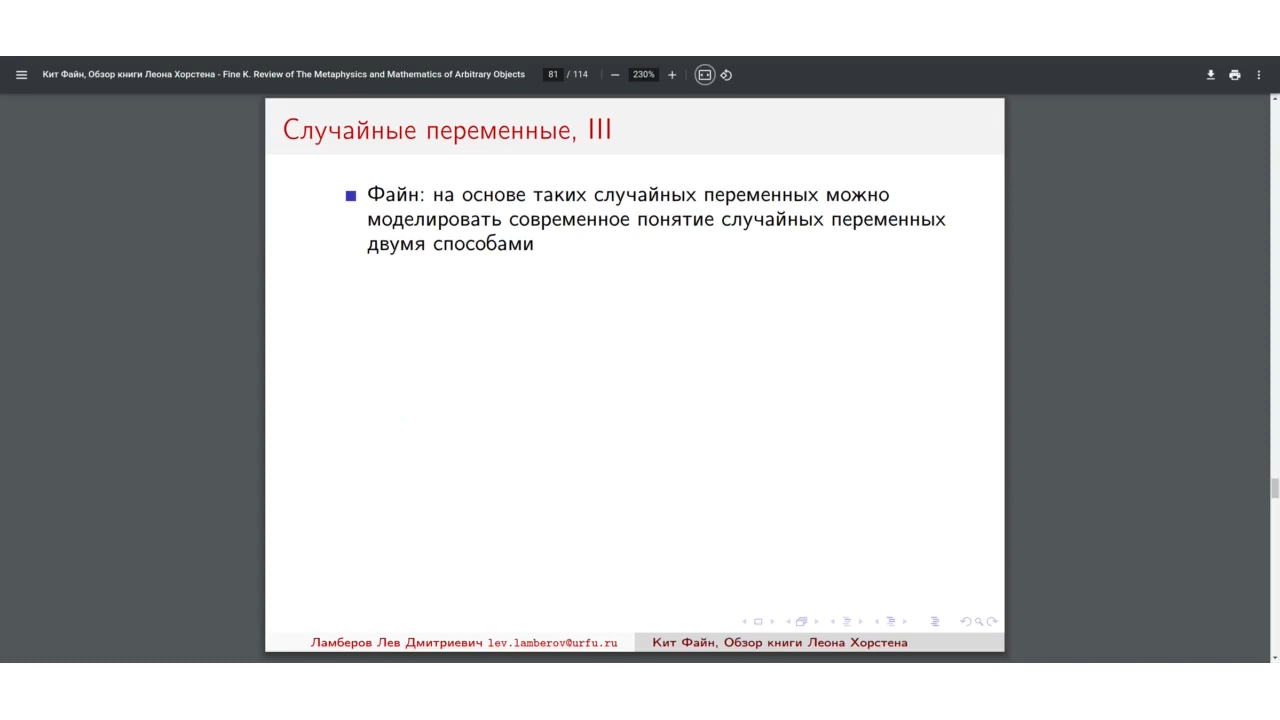 Кит Файн, Обзор книги Леона Хорстена - Fine K. Review of The Metaphysics and Mathematics of Arbitrary Objects 81 / 114 — 230% +
Случайные переменные, III
Файн: на основе таких случайных переменных можно
моделировать современное понятие случайных переменных
двумя способами
Ламберов Лев Дмитриевич lev.lamberov@urfu.ru Кит Файн, Обзор книги Леона Хорстена